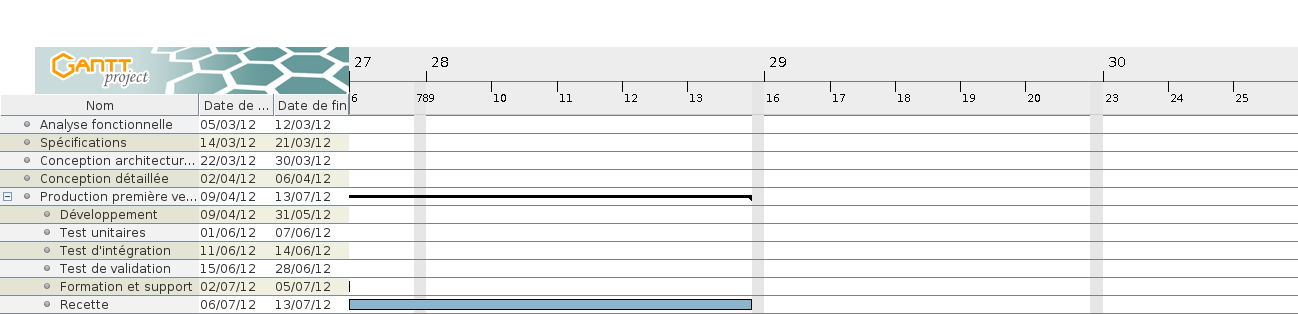 GANTT
project
27 28 29 30
Nom Date de ... Date de fin 6 789 10 11 12 13 16 17 18 19 20 23 24 25
Analyse fonctionnelle 05/03/12 12/03/12
Spécifications 14/03/12 21/03/12
Conception architectur... 22/03/12 30/03/12
Conception détaillée 02/04/12 06/04/12
Production première ve... 09/04/12 13/07/12
Développement 09/04/12 31/05/12
Test unitaires 01/06/12 07/06/12
Test d'intégration 11/06/12 14/06/12
Test de validation 15/06/12 28/06/12
Formation et support 02/07/12 05/07/12
Recette 06/07/12 13/07/12